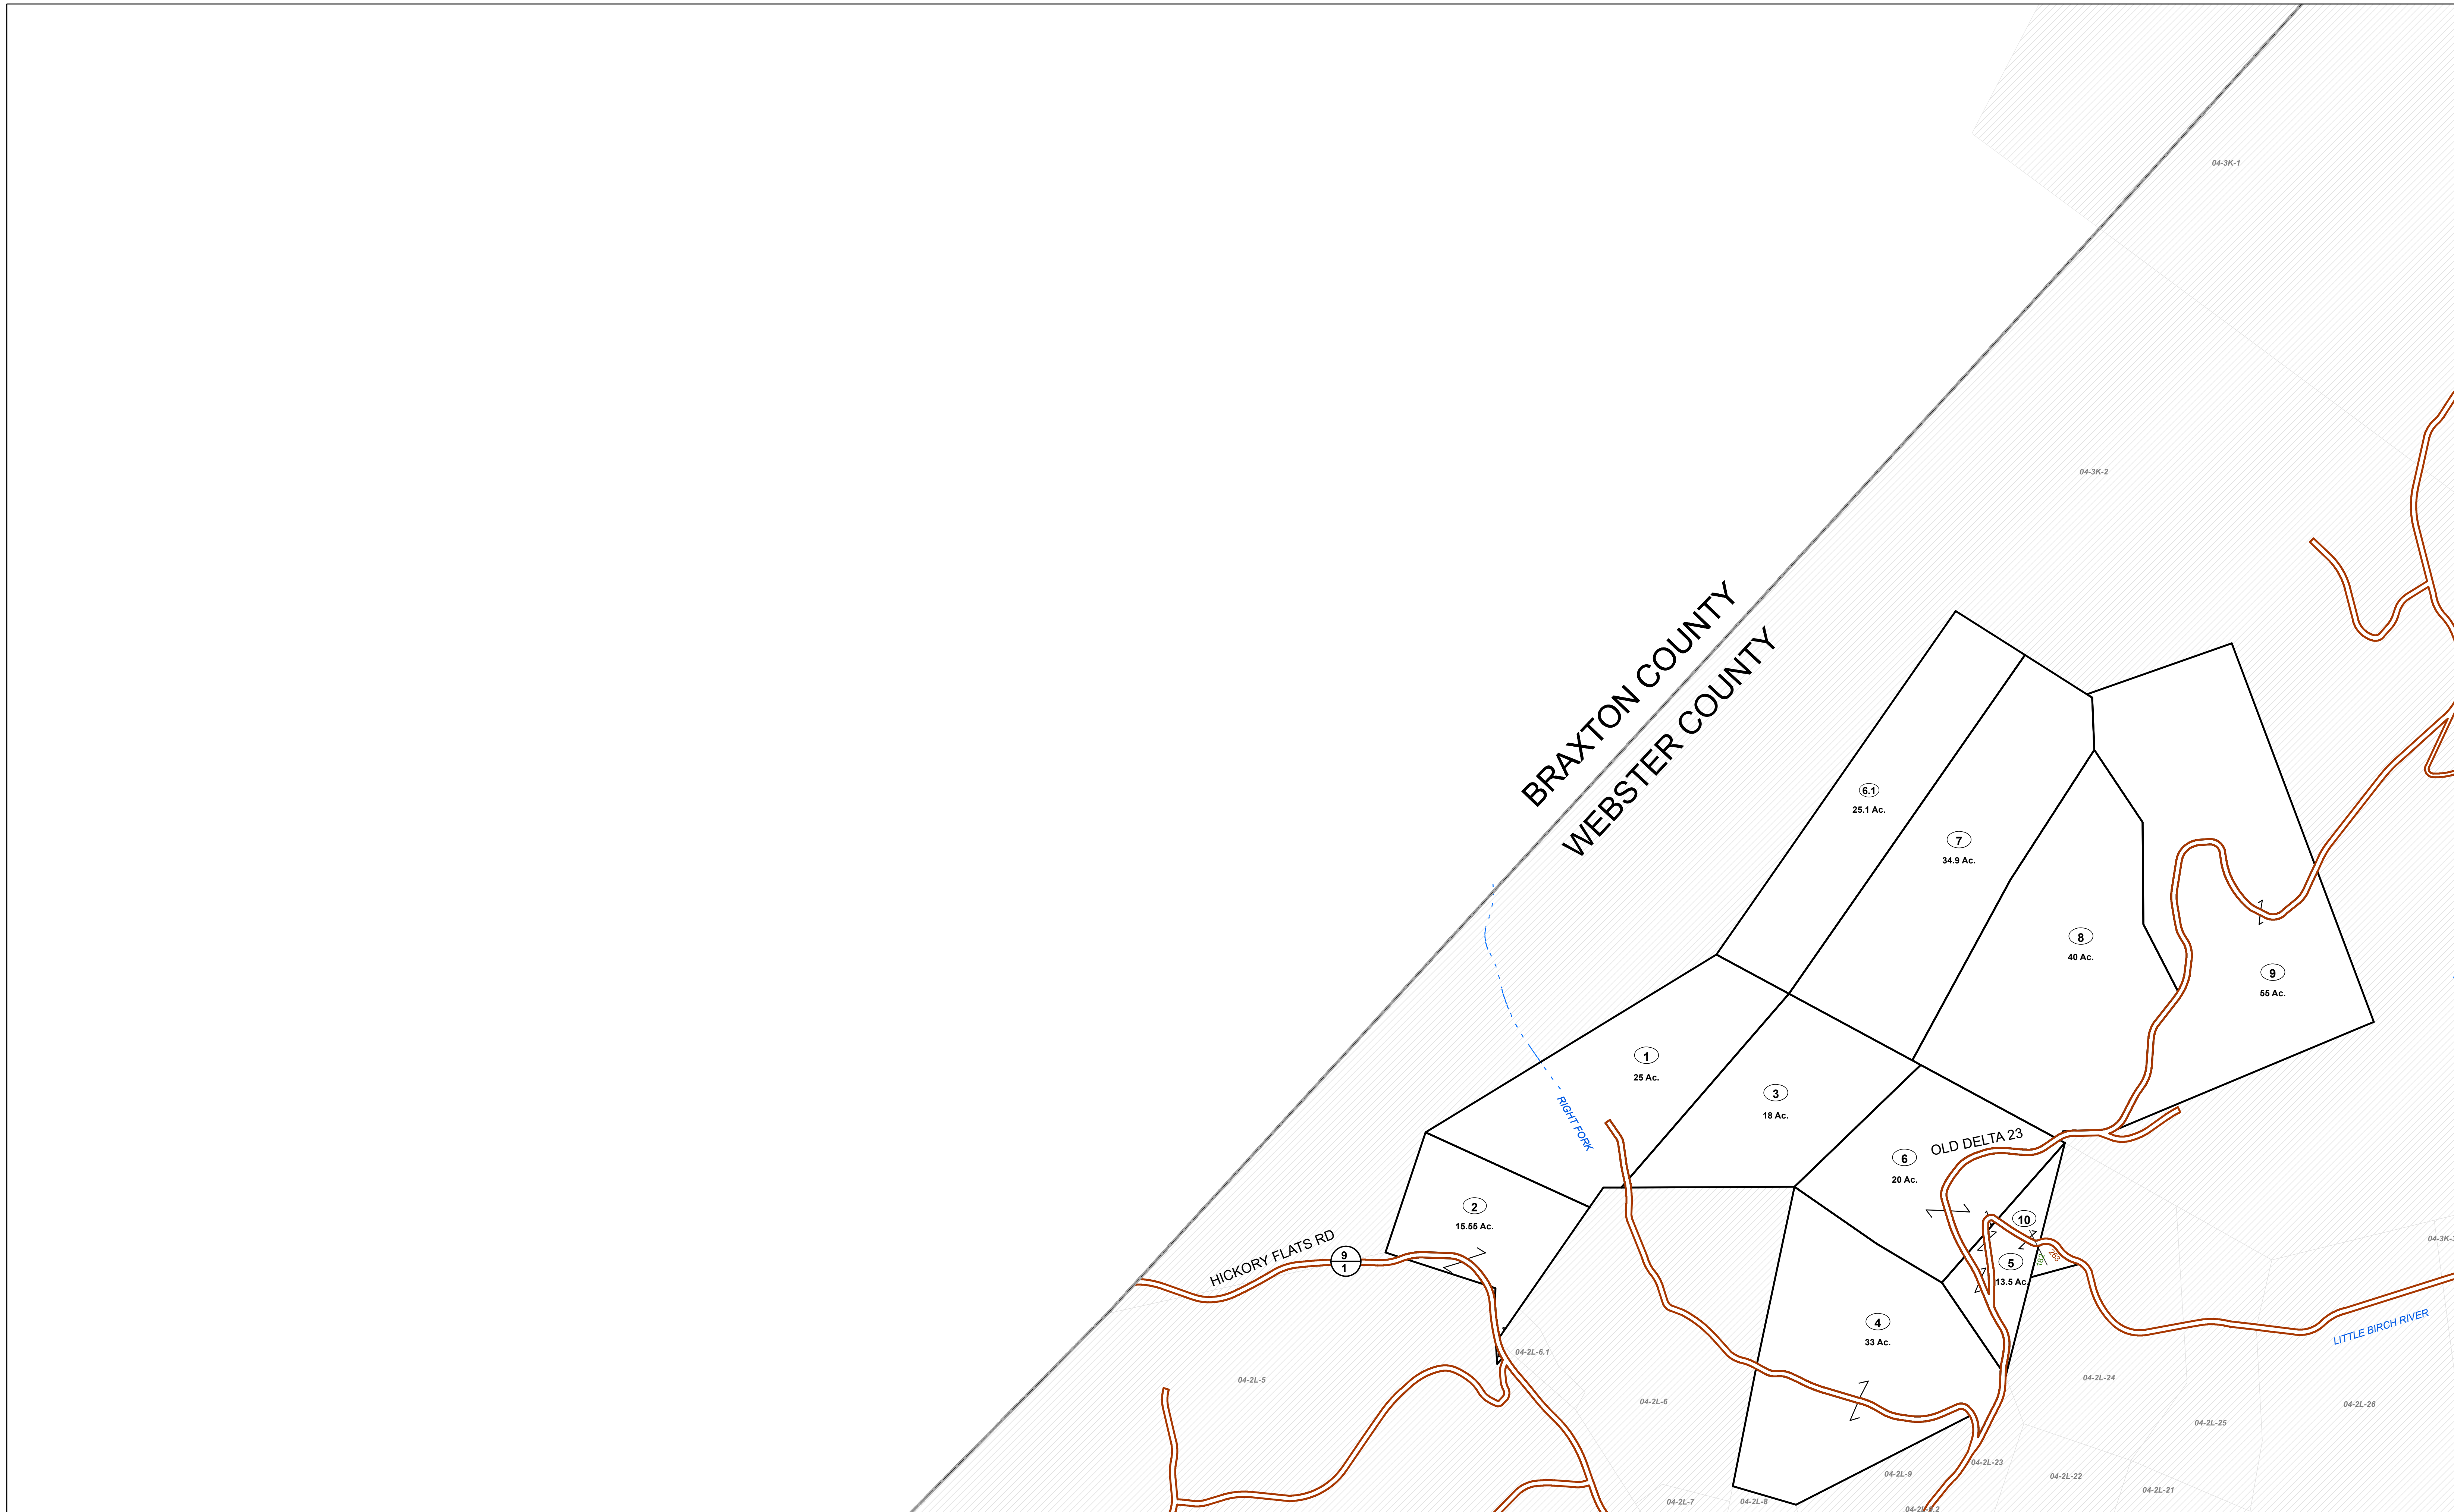 04-3K-1
04-3K-2
BRAXTON COUNTY
WEBSTER COUNTY
6.1
25.1 Ac.
7
34.9 Ac.
8
40 Ac.
9
55 Ac.
1
25 Ac.
3
18 Ac.
RIGHT FORK
OLD DELTA 23
6
20 Ac.
2
15.55 Ac.
10
HICKORY FLATS RD
9
1
182
263
5
13.5 Ac.
LITTLE BIRCH RIVER
4
33 Ac.
04-2L-6.1
04-2L-5
04-2L-6
04-2L-24
04-2L-26
04-2L-25
04-2L-23
04-2L-9
04-2L-22
04-2L-21
04-2L-7
04-2L-8